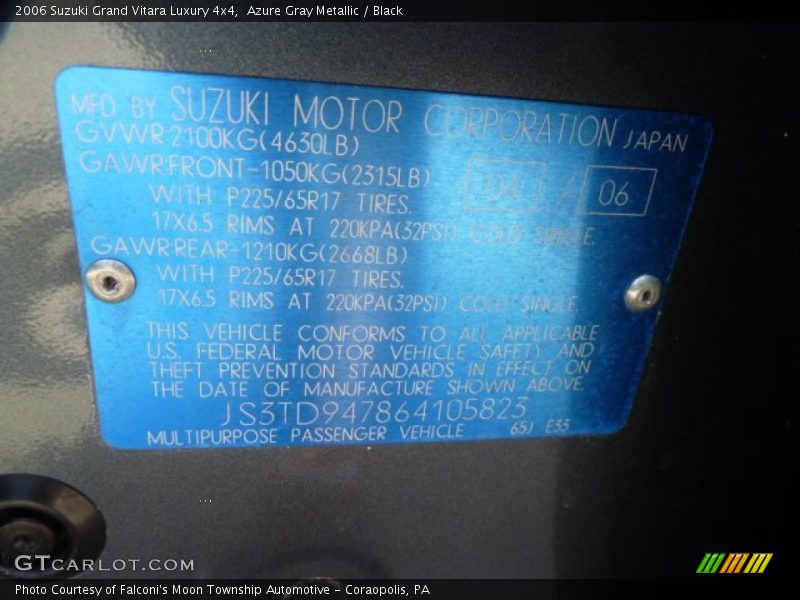 2006 Suzuki Grand Vitara Luxury 4x4,  Azure Gray Metallic / Black
MFD BY SUZUKI MOTOR CORPORATION JAPAN
GVWR:2100KG(4630LB)
GAWR:FRONT-1050KG(2315LB) 04 / 06
WITH P225/65R17 TIRES.
17X6.5 RIMS AT 220KPA(32PSI) COLD SINGLE.
GAWR:REAR-1210KG(2668LB)
WITH P225/65R17 TIRES.
17X6.5 RIMS AT 220KPA(32PSI) COLD SINGLE
THIS VEHICLE CONFORMS TO ALL APPLICABLE
U.S. FEDERAL MOTOR VEHICLE SAFETY AND
THEFT PREVENTION STANDARDS IN EFFECT ON
THE DATE OF MANUFACTURE SHOWN ABOVE.
JS3TD947864105823
MULTIPURPOSE PASSENGER VEHICLE 65J E33
GTCARLOT.COM
Photo Courtesy of Falconi's Moon Township Automotive - Coraopolis, PA